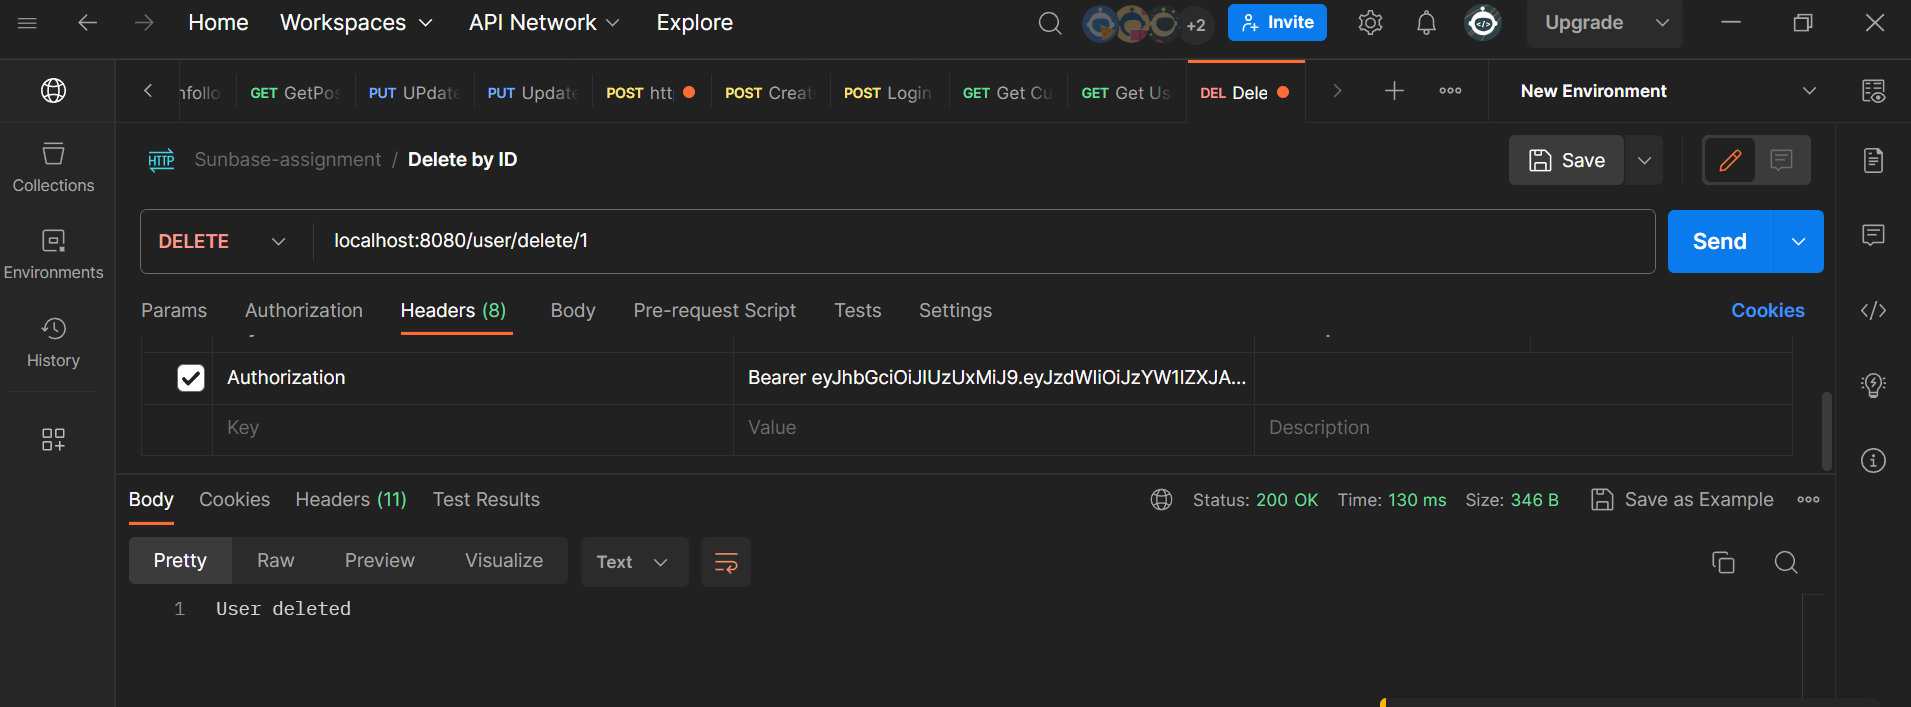 Home Workspaces API Network Explore +2 Invite Upgrade
nfollo GET GetPos PUT UPdate PUT Update POST htt POST Creat POST Login GET Get Cu GET Get Us DEL Dele New Environment
HTTP Sunbase-assignment / Delete by ID Save
Collections
DELETE localhost:8080/user/delete/1 Send
Environments
Params Authorization Headers (8) Body Pre-request Script Tests Settings Cookies
History
Authorization Bearer eyJhbGciOiJIUzUxMiJ9.eyJzdWIiOiJzYW1lZXJA...
Key Value Description
Body Cookies Headers (11) Test Results Status: 200 OK Time: 130 ms Size: 346 B Save as Example
Pretty Raw Preview Visualize Text
1 User deleted